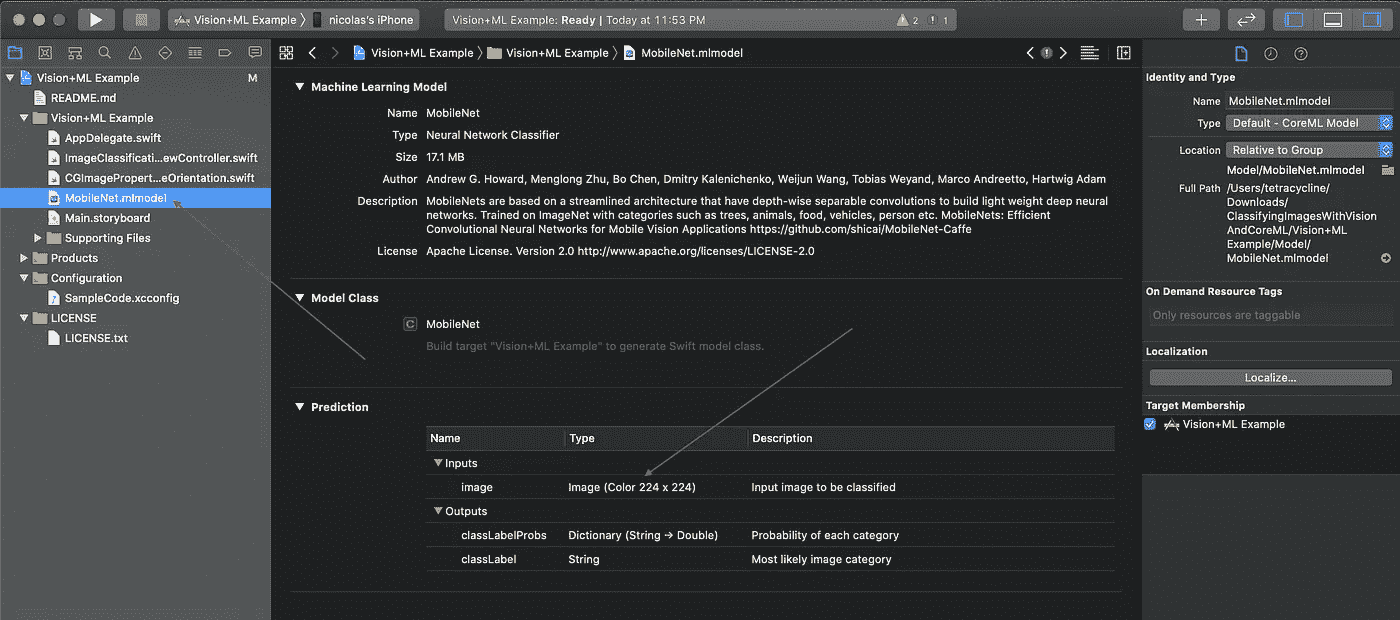 Vision+ML Example 〉 nicolas's iPhone
Vision+ML Example: Ready | Today at 11:53 PM
2
1
Vision+ML Example 〉 Vision+ML Example 〉 MobileNet.mlmodel
Vision+ML Example
M
README.md
Vision+ML Example
AppDelegate.swift
ImageClassificati...ewController.swift
CGImagePropert...eOrientation.swift
MobileNet.mlmodel
Main.storyboard
Supporting Files
Products
Configuration
SampleCode.xcconfig
LICENSE
LICENSE.txt
Machine Learning Model
Name MobileNet
Type Neural Network Classifier
Size 17.1 MB
Author Andrew G. Howard, Menglong Zhu, Bo Chen, Dmitry Kalenichenko, Weijun Wang, Tobias Weyand, Marco Andreetto, Hartwig Adam
Description MobileNets are based on a streamlined architecture that have depth-wise separable convolutions to build light weight deep neural
networks. Trained on ImageNet with categories such as trees, animals, food, vehicles, person etc. MobileNets: Efficient
Convolutional Neural Networks for Mobile Vision Applications https://github.com/shicai/MobileNet-Caffe
License Apache License. Version 2.0 http://www.apache.org/licenses/LICENSE-2.0
Model Class
C MobileNet
Build target "Vision+ML Example" to generate Swift model class.
Prediction
Name Type Description
Inputs
image Image (Color 224 x 224) Input image to be classified
Outputs
classLabelProbs Dictionary (String → Double) Probability of each category
classLabel String Most likely image category
Identity and Type
Name MobileNet.mlmodel
Type Default - CoreML Model
Location Relative to Group
Model/MobileNet.mlmodel
Full Path /Users/tetracycline/
Downloads/
ClassifyingImagesWithVision
AndCoreML/Vision+ML
Example/Model/
MobileNet.mlmodel
On Demand Resource Tags
Only resources are taggable
Localization
Localize...
Target Membership
Vision+ML Example